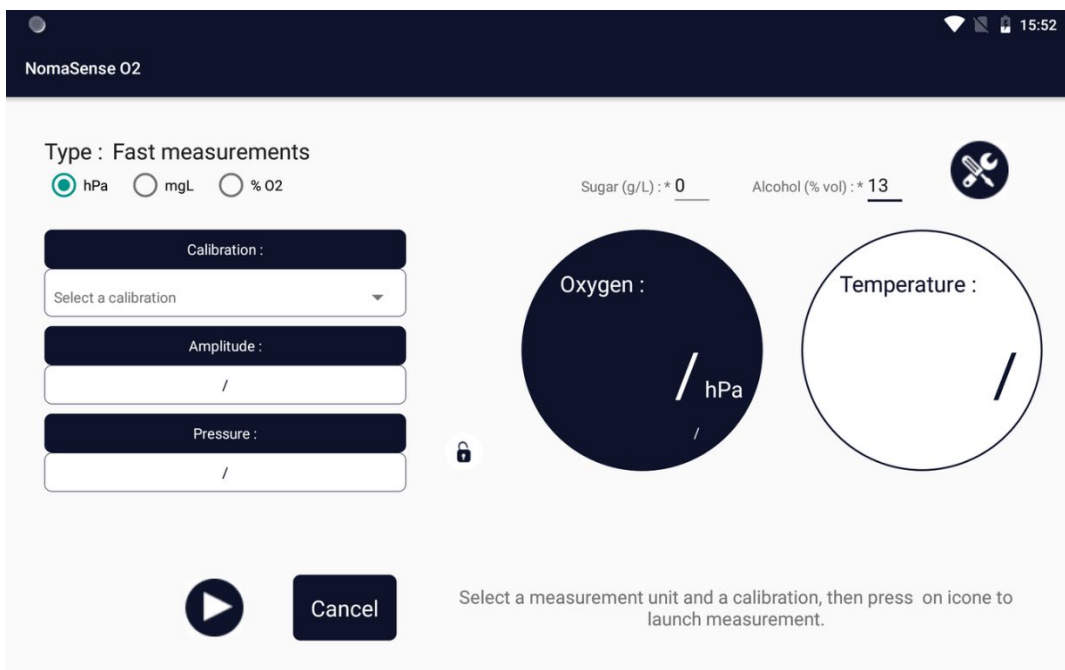 15:52
NomaSense O2
Type : Fast measurements
hPa mgL % O2
Sugar (g/L) : * 0 Alcohol (% vol) : * 13
Calibration :
Select a calibration
Amplitude :
/
Pressure :
/
Oxygen :
/ hPa
/
Temperature :
/
Cancel
Select a measurement unit and a calibration, then press on icone to
launch measurement.